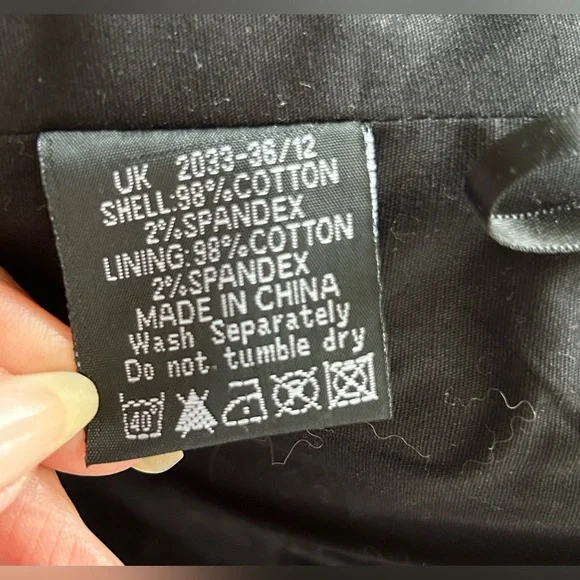 UK 2033-36/12
SHELL:98%COTTON
2%SPANDEX
LINING:98%COTTON
2%SPANDEX
MADE IN CHINA
Wash Separately
Do not tumble dry
40